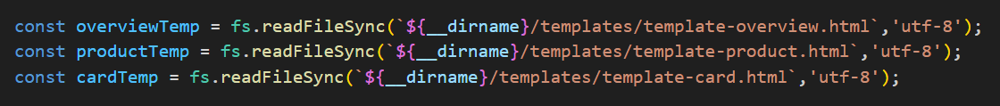 const overviewTemp = fs.readFileSync(`${__dirname}/templates/template-overview.html`,'utf-8');
const productTemp = fs.readFileSync(`${__dirname}/templates/template-product.html`,'utf-8');
const cardTemp = fs.readFileSync(`${__dirname}/templates/template-card.html`,'utf-8');